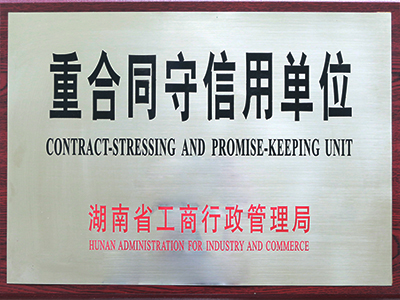 重合同守信用单位
CONTRACT-STRESSING AND PROMISE-KEEPING UNIT
湖南省工商行政管理局
HUNAN ADMINISTRATION FOR INDUSTRY AND COMMERCE